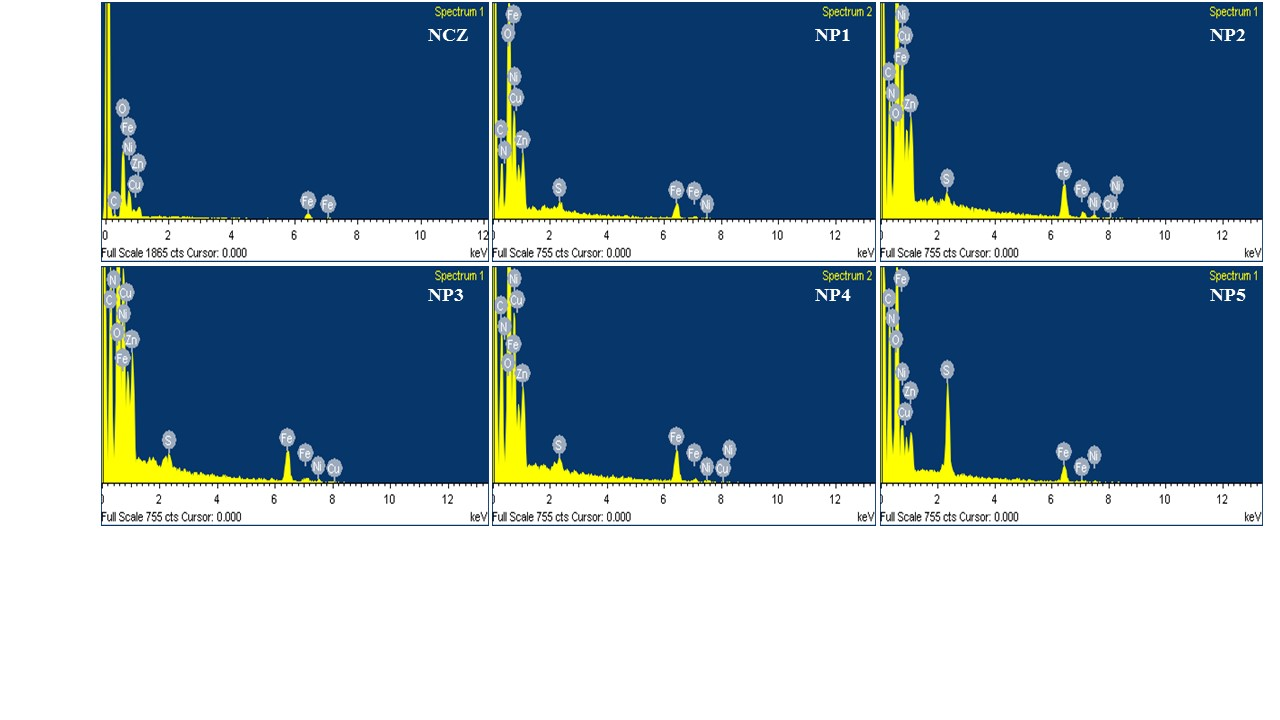 Spectrum 1
NCZ
O
Fe
Ni
Zn
Cu
C
Fe Fe
0 2 4 6 8 10 12
Full Scale 1865 cts Cursor: 0.000 keV
Spectrum 2
NP1
Fe
O
Ni
Cu
C
Zn
N
S Fe Fe Ni
0 2 4 6 8 10 12
Full Scale 755 cts Cursor: 0.000 keV
Spectrum 1
NP2
Ni
Cu
Fe
C
N
Zn
O
S Fe Fe Ni Cu Ni
0 2 4 6 8 10 12
Full Scale 755 cts Cursor: 0.000 keV
Spectrum 1
NP3
N
Cu
C
Ni
O
Zn
Fe
S Fe Fe Ni Cu
0 2 4 6 8 10 12
Full Scale 755 cts Cursor: 0.000 keV
Spectrum 2
NP4
Ni
Cu
C
N
Fe
O
Zn
S Fe Fe Ni Cu Ni
0 2 4 6 8 10 12
Full Scale 755 cts Cursor: 0.000 keV
Spectrum 1
NP5
Fe
C
N
O
Ni
Zn
Cu
S Fe Fe Ni
0 2 4 6 8 10 12
Full Scale 755 cts Cursor: 0.000 keV